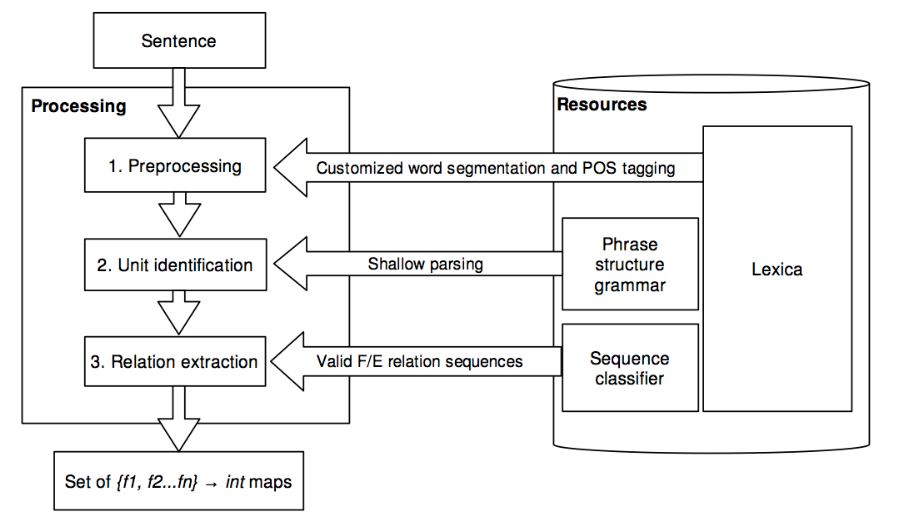 Sentence
Processing
Resources
1. Preprocessing
Customized word segmentation and POS tagging
2. Unit identification
Shallow parsing
Phrase
structure
grammar
Lexica
3. Relation extraction
Valid F/E relation sequences
Sequence
classifier
Set of {f1, f2...fn} → int maps